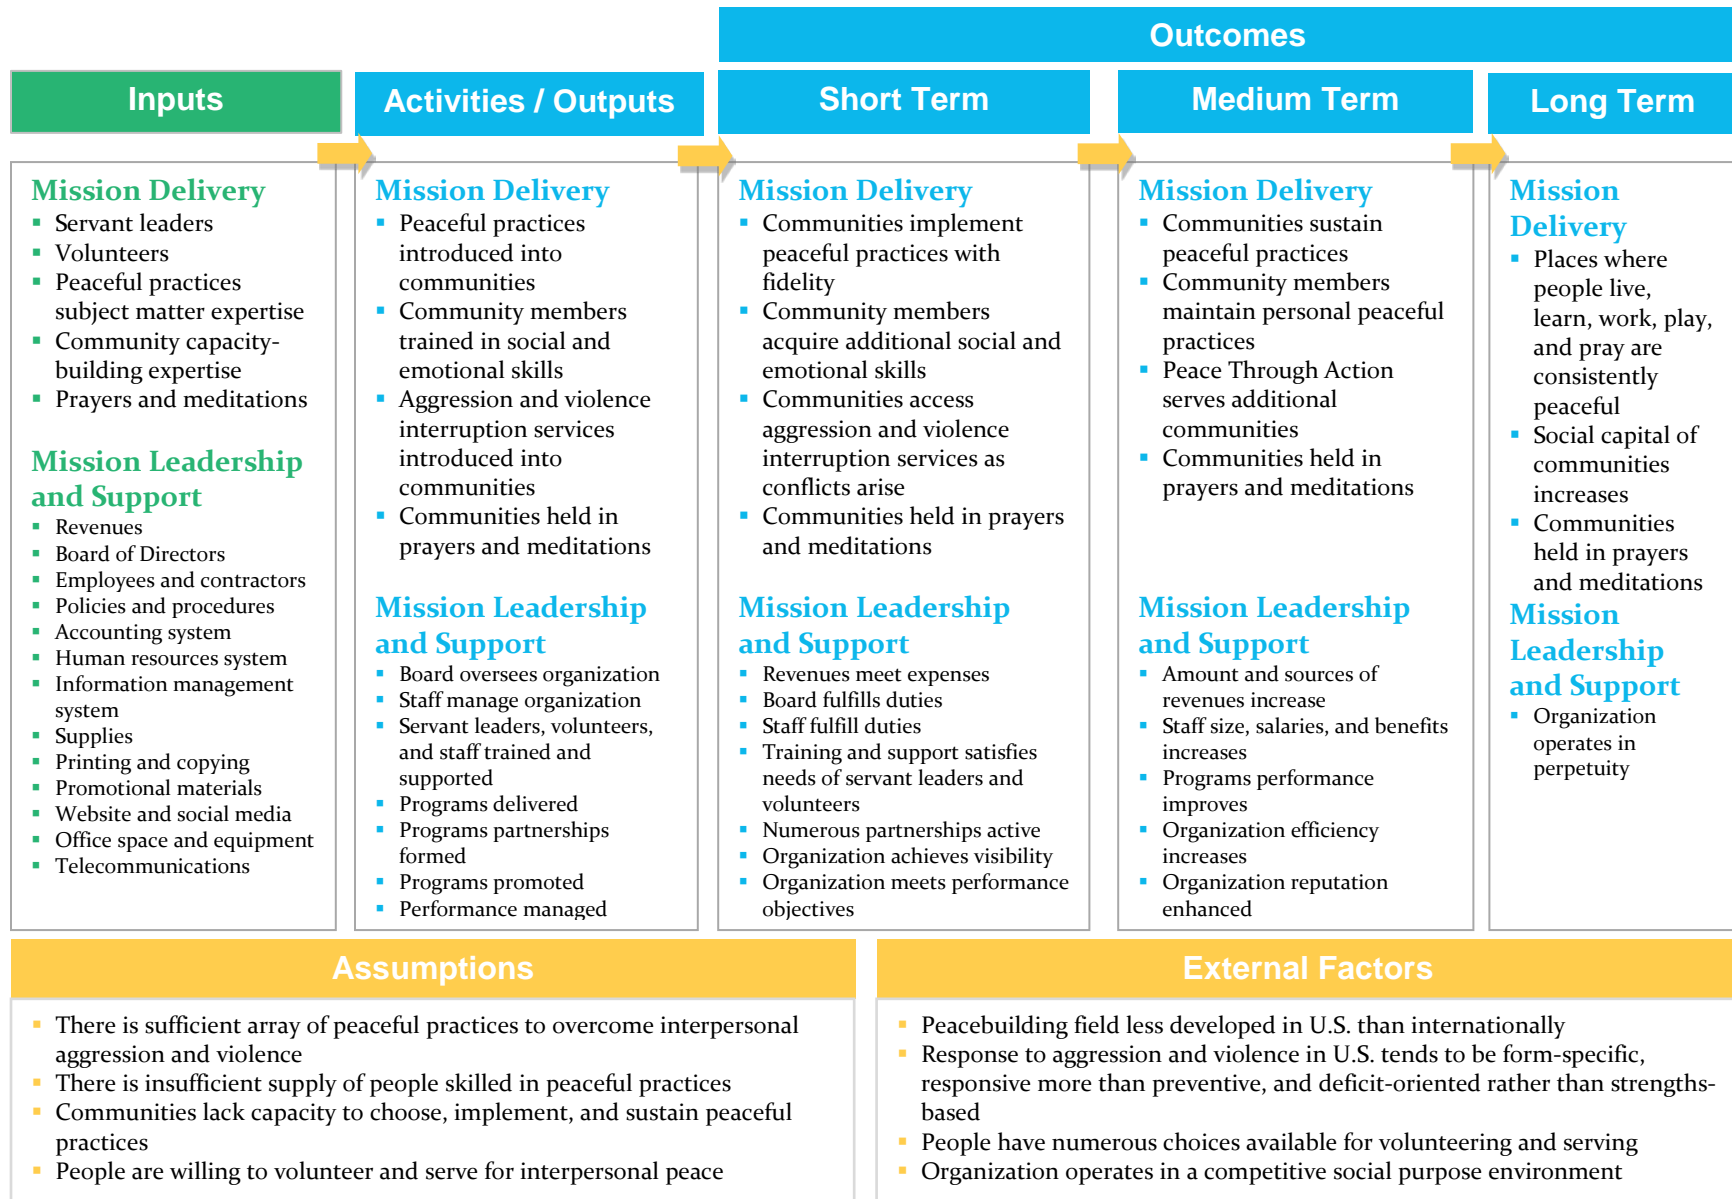 Outcomes
Inputs
Activities / Outputs
Short Term
Medium Term
Long Term
Mission Delivery
▪ Servant leaders
▪ Volunteers
▪ Peaceful practices
subject matter expertise
▪ Community capacity-
building expertise
▪ Prayers and meditations
Mission Leadership
and Support
▪ Revenues
▪ Board of Directors
▪ Employees and contractors
▪ Policies and procedures
▪ Accounting system
▪ Human resources system
▪ Information management
system
▪ Supplies
▪ Printing and copying
▪ Promotional materials
▪ Website and social media
▪ Office space and equipment
▪ Telecommunications
Mission Delivery
▪ Peaceful practices
introduced into
communities
▪ Community members
trained in social and
emotional skills
▪ Aggression and violence
interruption services
introduced into
communities
▪ Communities held in
prayers and meditations
Mission Leadership
and Support
▪ Board oversees organization
▪ Staff manage organization
▪ Servant leaders, volunteers,
and staff trained and
supported
▪ Programs delivered
▪ Programs partnerships
formed
▪ Programs promoted
▪ Performance managed
Mission Delivery
▪ Communities implement
peaceful practices with
fidelity
▪ Community members
acquire additional social and
emotional skills
▪ Communities access
aggression and violence
interruption services as
conflicts arise
▪ Communities held in prayers
and meditations
Mission Leadership
and Support
▪ Revenues meet expenses
▪ Board fulfills duties
▪ Staff fulfill duties
▪ Training and support satisfies
needs of servant leaders and
volunteers
▪ Numerous partnerships active
▪ Organization achieves visibility
▪ Organization meets performance
objectives
Mission Delivery
▪ Communities sustain
peaceful practices
▪ Community members
maintain personal peaceful
practices
▪ Peace Through Action
serves additional
communities
▪ Communities held in
prayers and meditations
Mission Leadership
and Support
▪ Amount and sources of
revenues increase
▪ Staff size, salaries, and benefits
increases
▪ Programs performance
improves
▪ Organization efficiency
increases
▪ Organization reputation
enhanced
Mission
Delivery
▪ Places where
people live,
learn, work, play,
and pray are
consistently
peaceful
▪ Social capital of
communities
increases
▪ Communities
held in prayers
and meditations
Mission
Leadership
and Support
▪ Organization
operates in
perpetuity
Assumptions
▪ There is sufficient array of peaceful practices to overcome interpersonal
aggression and violence
▪ There is insufficient supply of people skilled in peaceful practices
▪ Communities lack capacity to choose, implement, and sustain peaceful
practices
▪ People are willing to volunteer and serve for interpersonal peace
External Factors
▪ Peacebuilding field less developed in U.S. than internationally
▪ Response to aggression and violence in U.S. tends to be form-specific,
responsive more than preventive, and deficit-oriented rather than strengths-
based
▪ People have numerous choices available for volunteering and serving
▪ Organization operates in a competitive social purpose environment